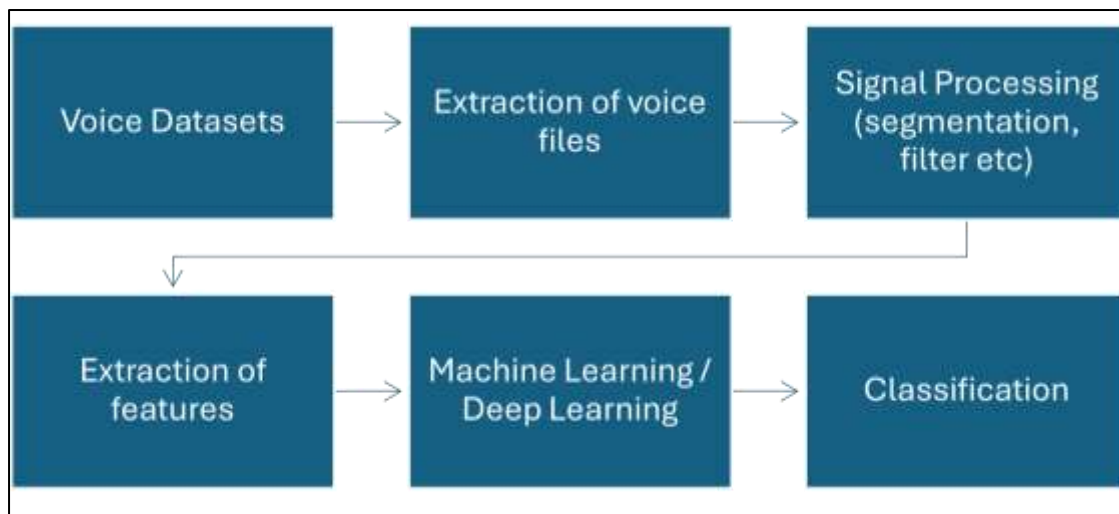 Voice Datasets
Extraction of voice
files
Signal Processing
(segmentation,
filter etc)
Extraction of
features
Machine Learning /
Deep Learning
Classification